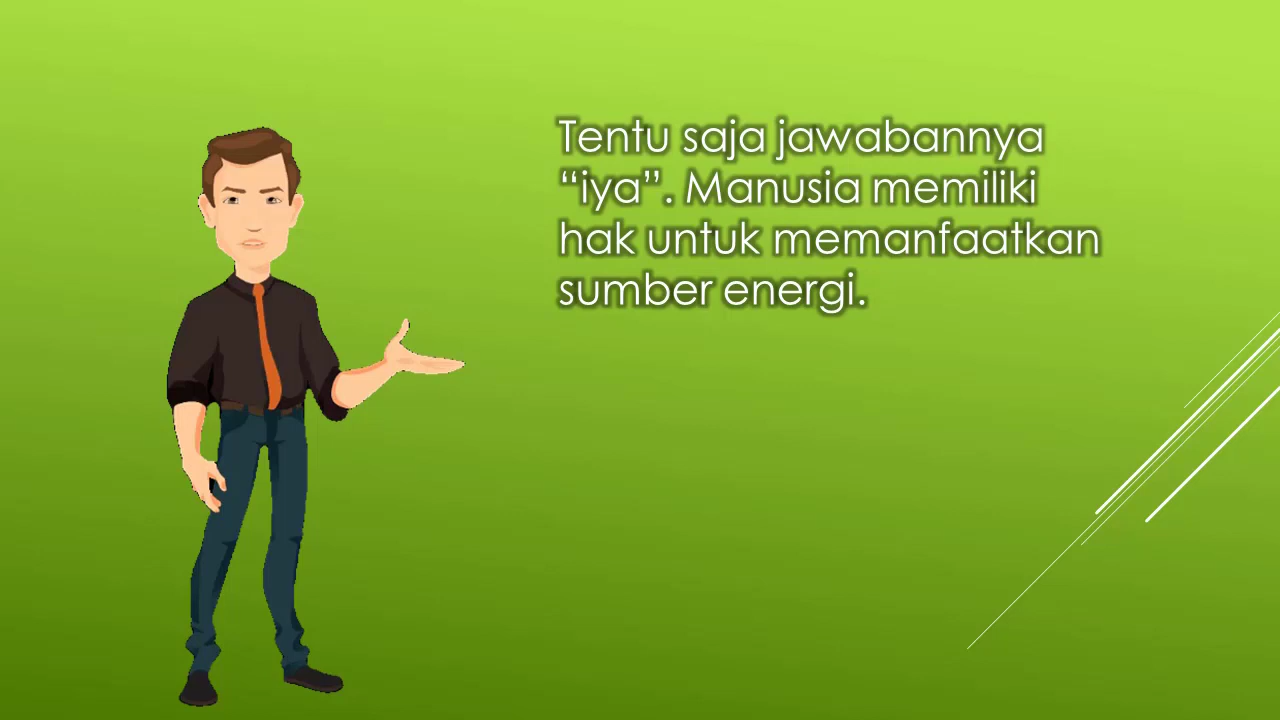 Tentu saja jawabannya
“iya”. Manusia memiliki
hak untuk memanfaatkan
sumber energi.